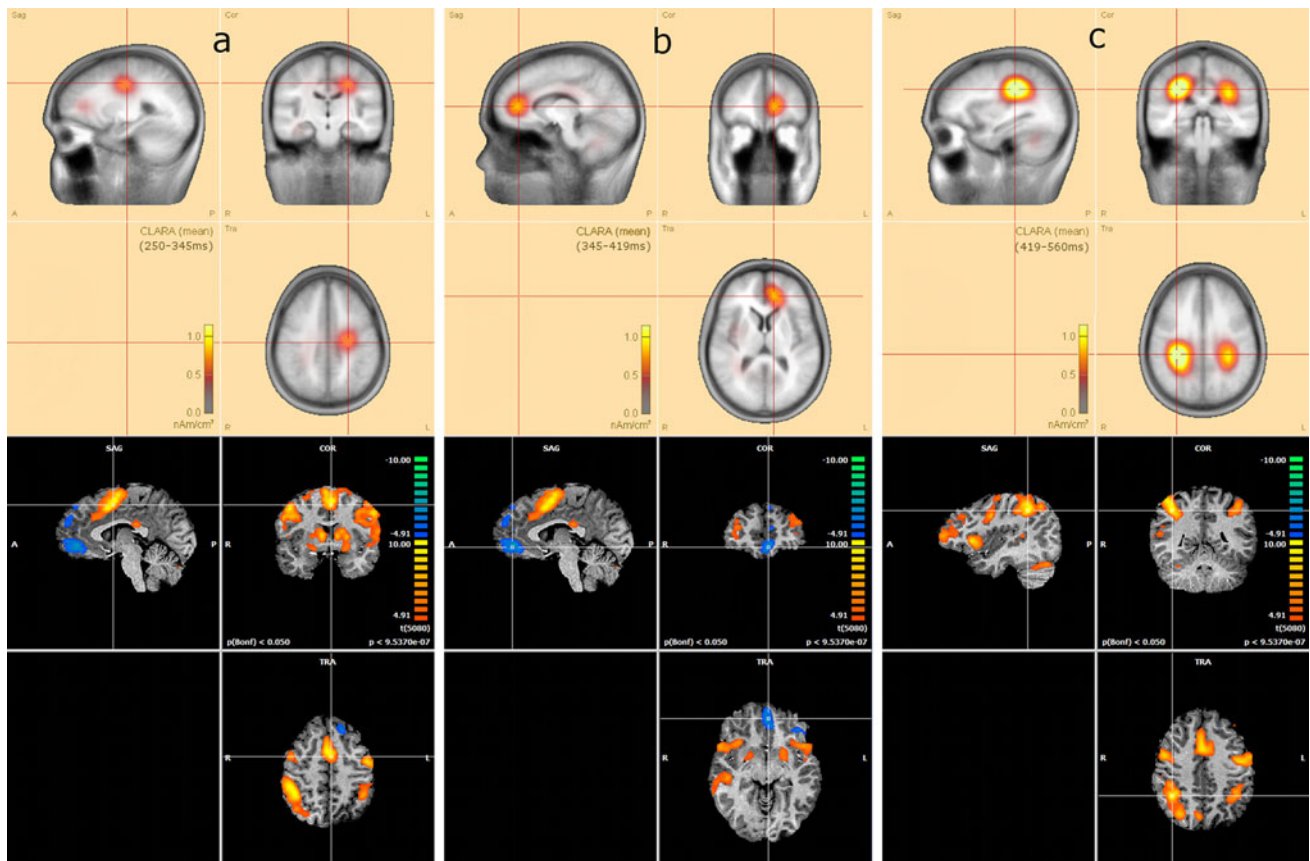 a
Sag
Cor
A
P
R
L
CLARA (mean)
(250-345ms)
Tra
1.0
0.5
0.0
nAm/cm³
R
L
b
Sag
Cor
A
P
R
L
CLARA (mean)
(345-419ms)
Tra
1.0
0.5
0.0
nAm/cm³
R
L
c
Sag
Cor
A
P
R
L
CLARA (mean)
(419-560ms)
Tra
1.0
0.5
0.0
nAm/cm³
R
L
SAG
COR
A
P
R
-10.00
-4.91
10.00
4.91
t(5080)
p(Bonf) < 0.050
p < 9.5370e-07
TRA
R
L
SAG
COR
A
P
R
-10.00
-4.91
10.00
4.91
t(5080)
p(Bonf) < 0.050
p < 9.5370e-07
TRA
R
L
SAG
COR
A
P
R
-10.00
-4.91
10.00
4.91
t(5080)
p(Bonf) < 0.050
p < 9.5370e-07
TRA
R
L